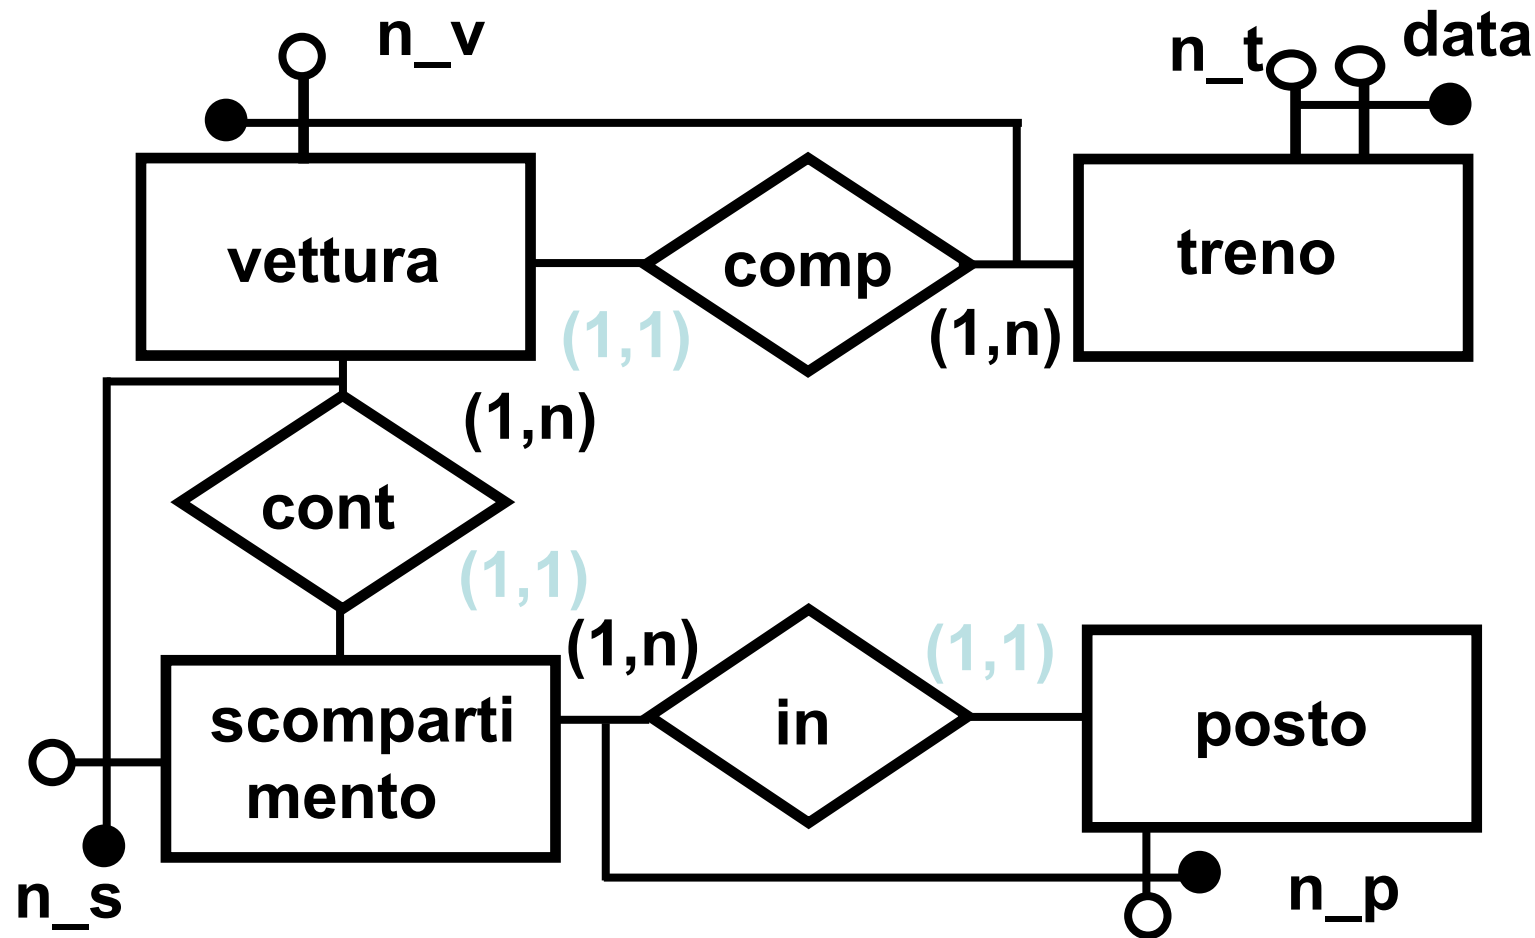 n_v
n_t
data
vettura
comp
treno
(1,1)
(1,n)
(1,n)
cont
(1,1)
(1,n)
(1,1)
scomparti
mento
in
posto
n_s
n_p